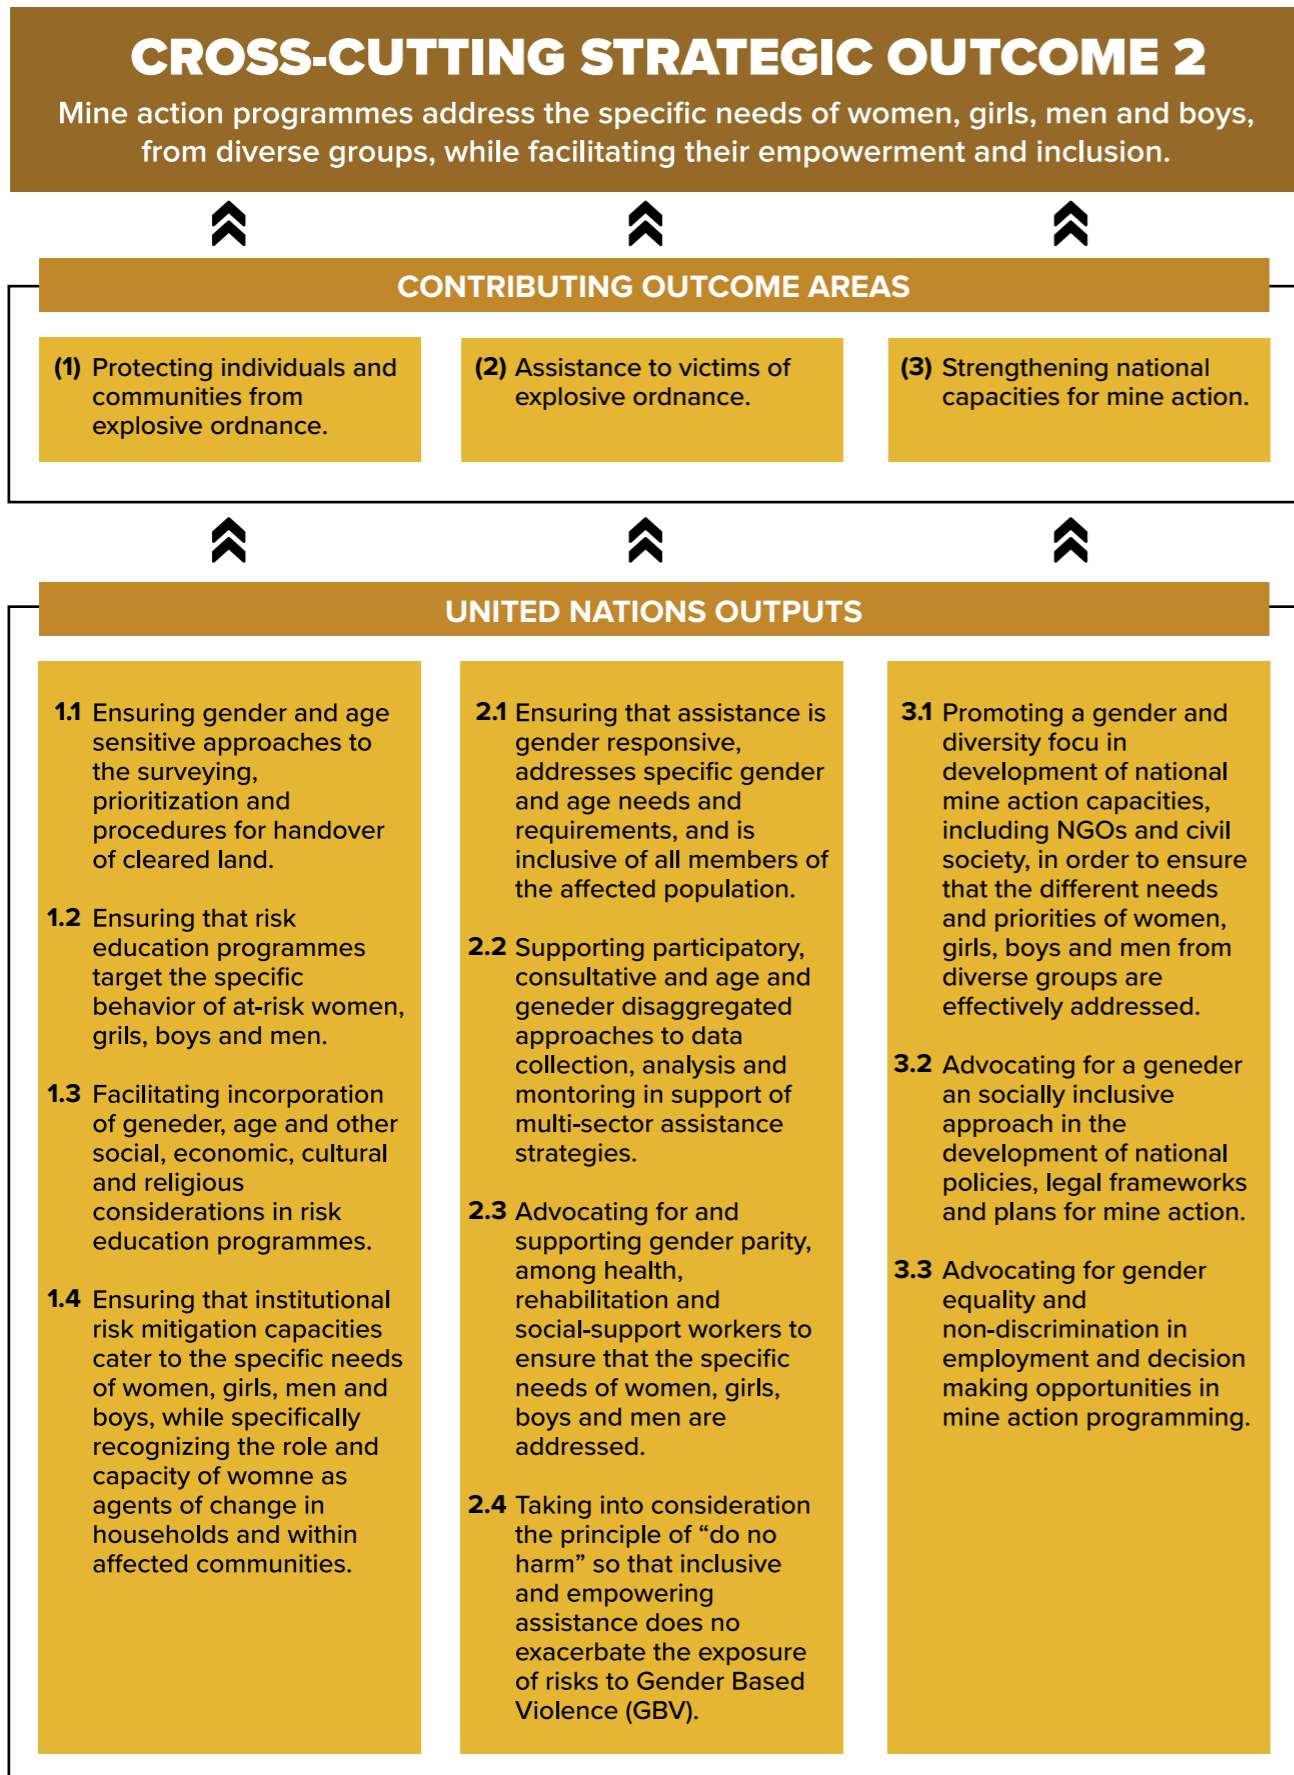 CROSS-CUTTING STRATEGIC OUTCOME 2
Mine action programmes address the specific needs of women, girls, men and boys,
from diverse groups, while facilitating their empowerment and inclusion.
CONTRIBUTING OUTCOME AREAS
(1) Protecting individuals and
communities from
explosive ordnance.
(2) Assistance to victims of
explosive ordnance.
(3) Strengthening national
capacities for mine action.
UNITED NATIONS OUTPUTS
1.1 Ensuring gender and age
sensitive approaches to
the surveying,
prioritization and
procedures for handover
of cleared land.
1.2 Ensuring that risk
education programmes
target the specific
behavior of at-risk women,
grils, boys and men.
1.3 Facilitating incorporation
of geneder, age and other
social, economic, cultural
and religious
considerations in risk
education programmes.
1.4 Ensuring that institutional
risk mitigation capacities
cater to the specific needs
of women, girls, men and
boys, while specifically
recognizing the role and
capacity of womne as
agents of change in
households and within
affected communities.
2.1 Ensuring that assistance is
gender responsive,
addresses specific gender
and age needs and
requirements, and is
inclusive of all members of
the affected population.
2.2 Supporting participatory,
consultative and age and
geneder disaggregated
approaches to data
collection, analysis and
montoring in support of
multi-sector assistance
strategies.
2.3 Advocating for and
supporting gender parity,
among health,
rehabilitation and
social-support workers to
ensure that the specific
needs of women, girls,
boys and men are
addressed.
2.4 Taking into consideration
the principle of “do no
harm” so that inclusive
and empowering
assistance does no
exacerbate the exposure
of risks to Gender Based
Violence (GBV).
3.1 Promoting a gender and
diversity focu in
development of national
mine action capacities,
including NGOs and civil
society, in order to ensure
that the different needs
and priorities of women,
girls, boys and men from
diverse groups are
effectively addressed.
3.2 Advocating for a geneder
an socially inclusive
approach in the
development of national
policies, legal frameworks
and plans for mine action.
3.3 Advocating for gender
equality and
non-discrimination in
employment and decision
making opportunities in
mine action programming.